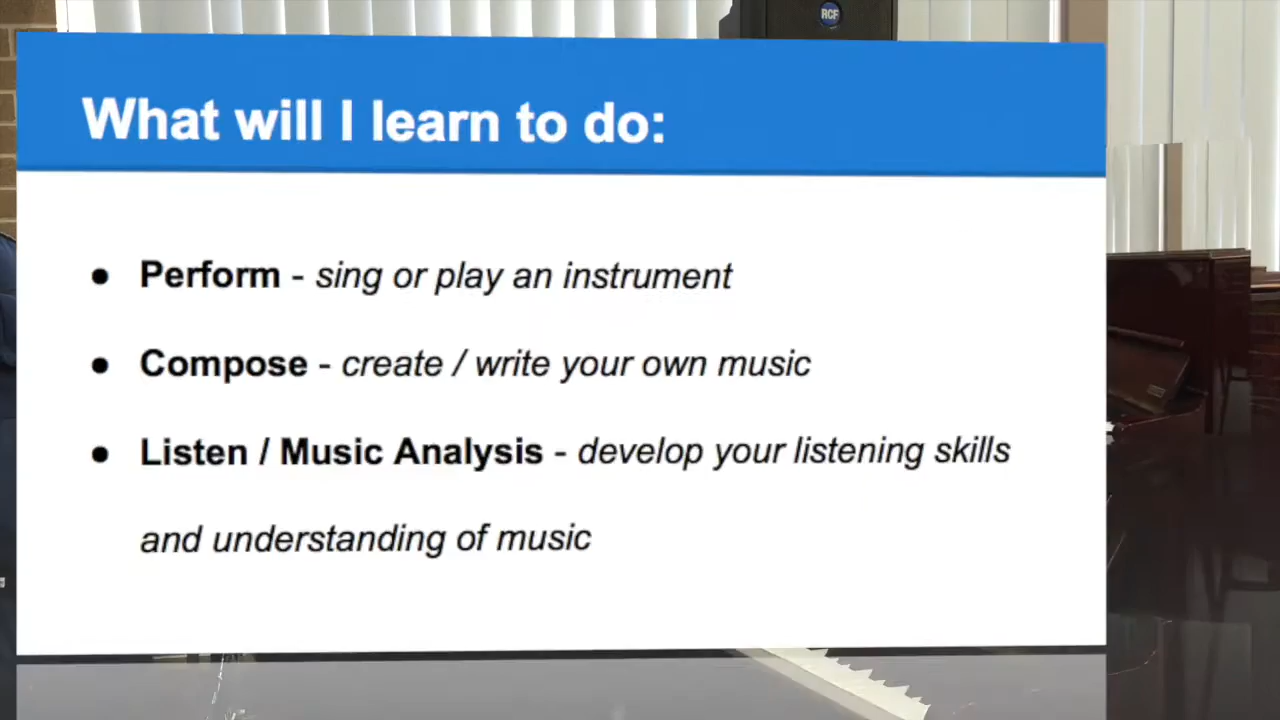 RCF
What will I learn to do:
● Perform - sing or play an instrument
● Compose - create / write your own music
● Listen / Music Analysis - develop your listening skills
and understanding of music